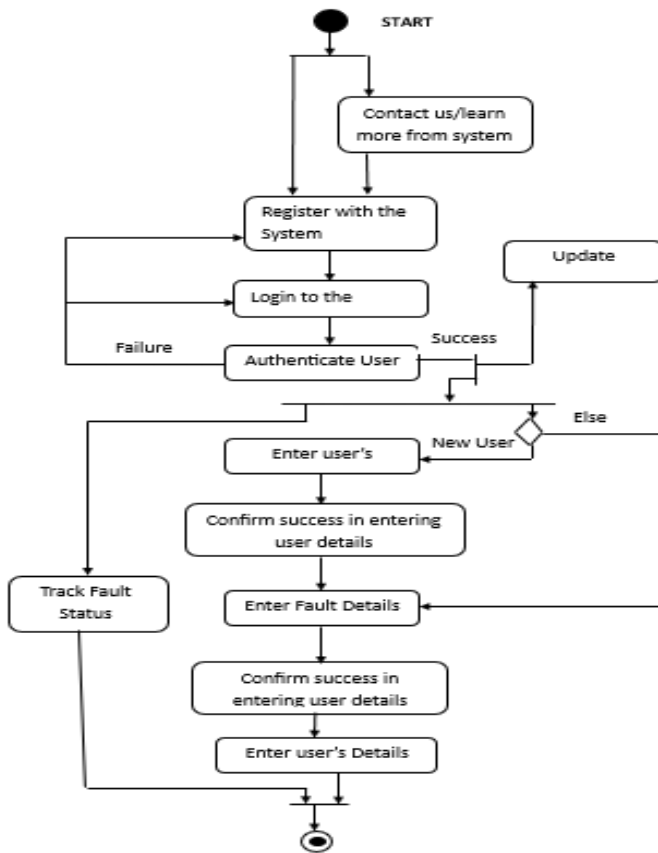 START
Contact us/learn
more from system
Register with the
System
Update
Login to the
Success
Failure
Authenticate User
Else
New User
Enter user's
Confirm success in entering
user details
Track Fault
Status
Enter Fault Details
Confirm success in
entering user details
Enter user's Details